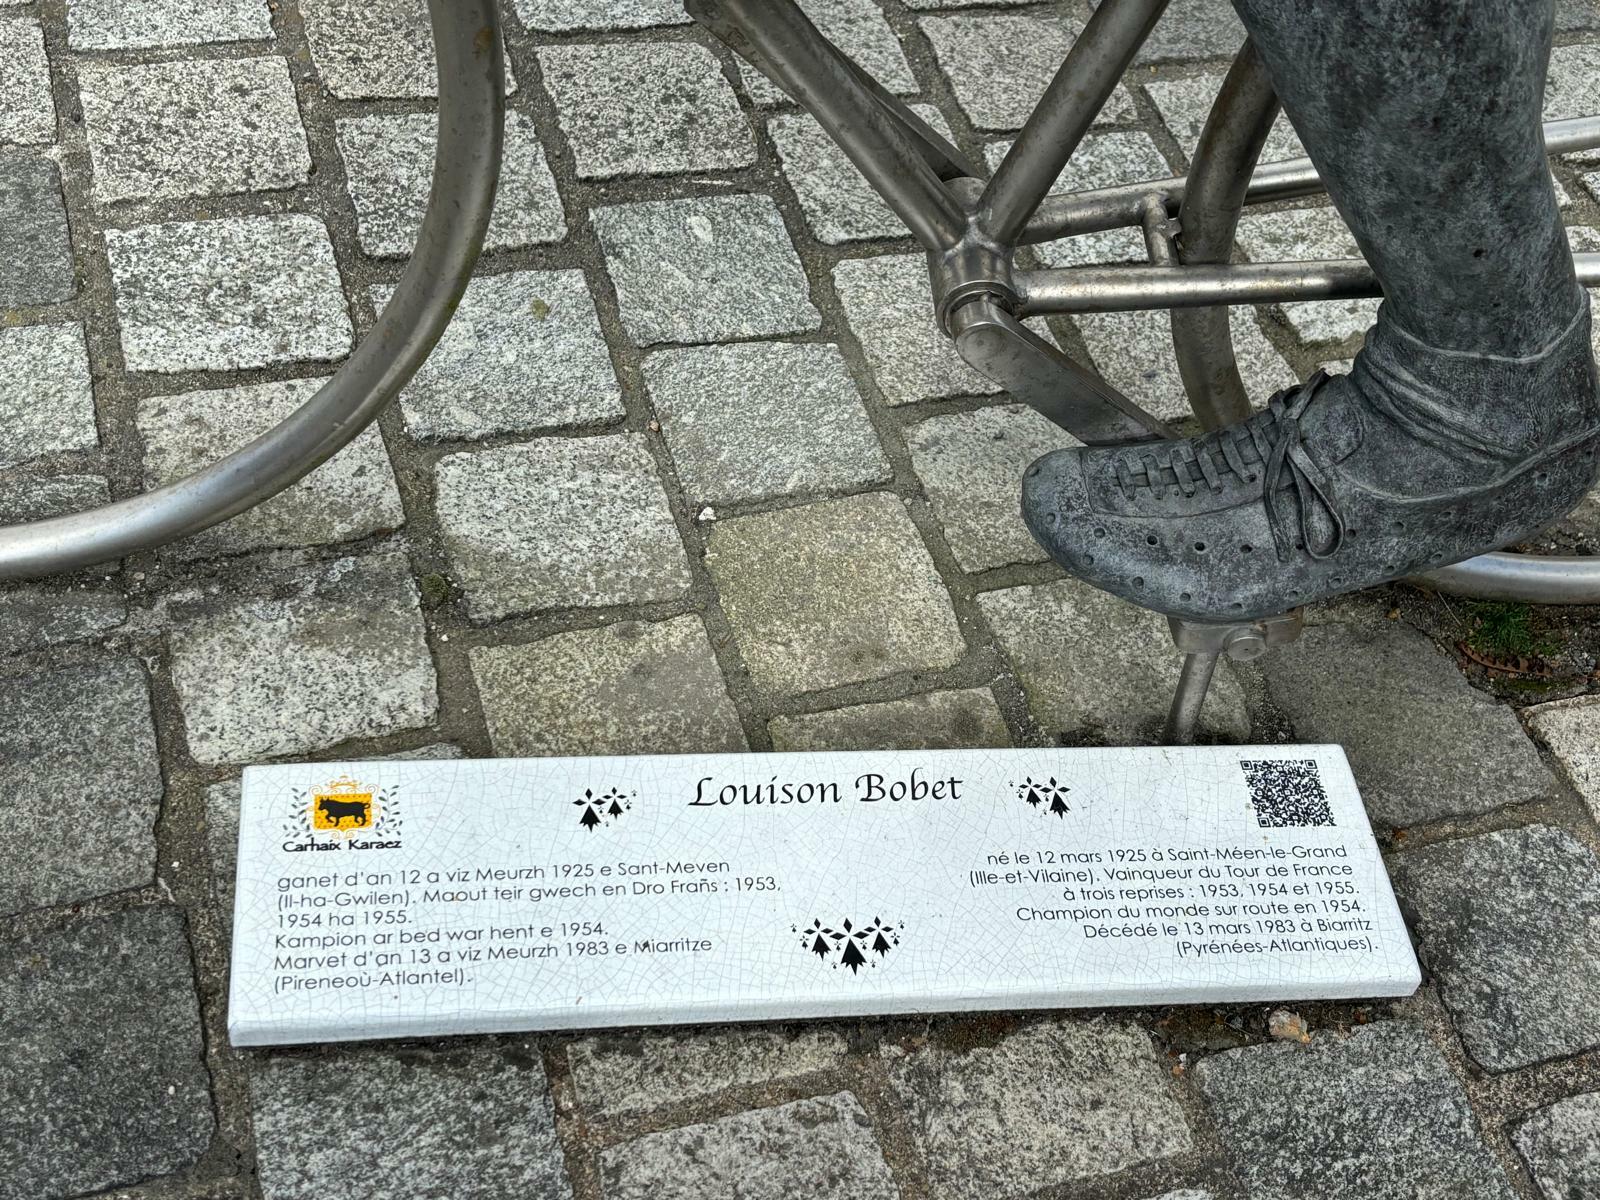 Louison Bobet
Carhaix Karaez
ganet d'an 12 a viz Meurzh 1925 e Sant-Meven
(Il-ha-Gwilen). Maout teir gwech en Dro Frañs : 1953,
1954 ha 1955.
Kampion ar bed war hent e 1954.
Marvet d'an 13 a viz Meurzh 1983 e Miarritze
(Pireneoù-Atlantel).
né le 12 mars 1925 à Saint-Méen-le-Grand
(Ille-et-Vilaine). Vainqueur du Tour de France
à trois reprises : 1953, 1954 et 1955.
Champion du monde sur route en 1954.
Décédé le 13 mars 1983 à Biarritz
(Pyrénées-Atlantiques).